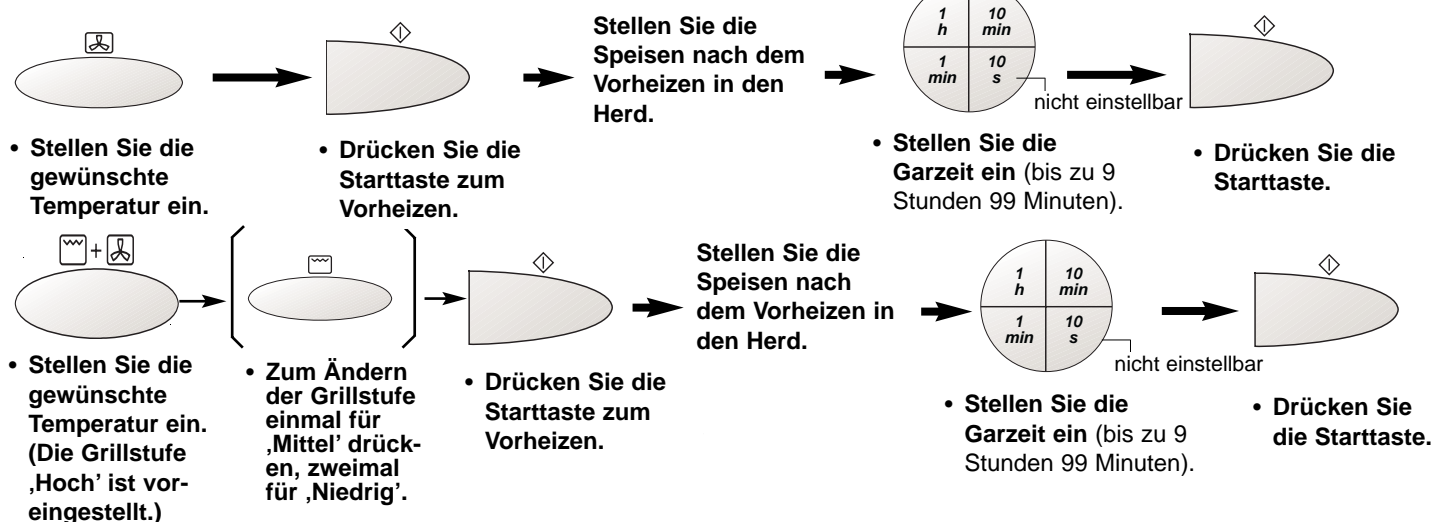 • Stellen Sie die
gewünschte
Temperatur ein.
• Drücken Sie die
Starttaste zum
Vorheizen.
Stellen Sie die
Speisen nach dem
Vorheizen in den
Herd.
1 h
10 min
1 min
10 s
nicht einstellbar
• Stellen Sie die
Garzeit ein (bis zu 9
Stunden 99 Minuten).
• Drücken Sie die
Starttaste.
+
• Stellen Sie die
gewünschte
Temperatur ein.
(Die Grillstufe
‚Hoch’ ist vor-
eingestellt.)
• Zum Ändern
der Grillstufe
einmal für
‚Mittel’ drück-
en, zweimal
für ‚Niedrig’.
• Drücken Sie die
Starttaste zum
Vorheizen.
Stellen Sie die
Speisen nach
dem Vorheizen in
den Herd.
1 h
10 min
1 min
10 s
nicht einstellbar
• Stellen Sie die
Garzeit ein (bis zu 9
Stunden 99 Minuten).
• Drücken Sie
die Starttaste.